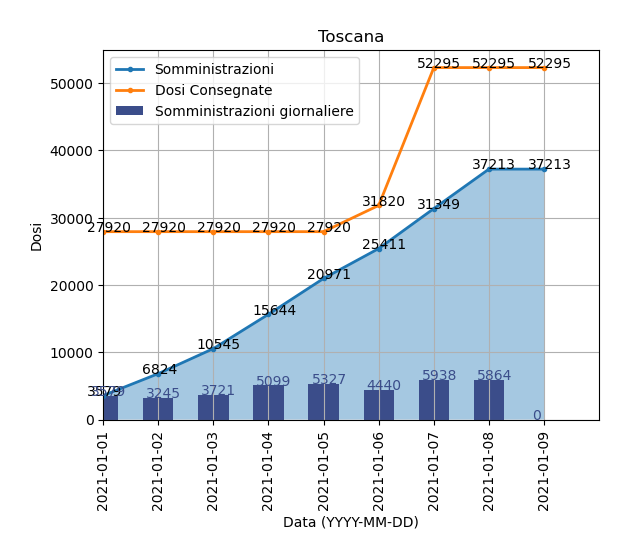 Toscana
Somministrazioni
Dosi Consegnate
Somministrazioni giornaliere
Dosi
50000
40000
30000
20000
10000
0
52295 52295 52295
37213 37213
31820
31349
27920 27920 27920 27920 27920
25411
20971
15644
10545
6824
3579
3579 3245 3721 5099 5327 4440 5938 5864 0
2021-01-01
2021-01-02
2021-01-03
2021-01-04
2021-01-05
2021-01-06
2021-01-07
2021-01-08
2021-01-09
Data (YYYY-MM-DD)